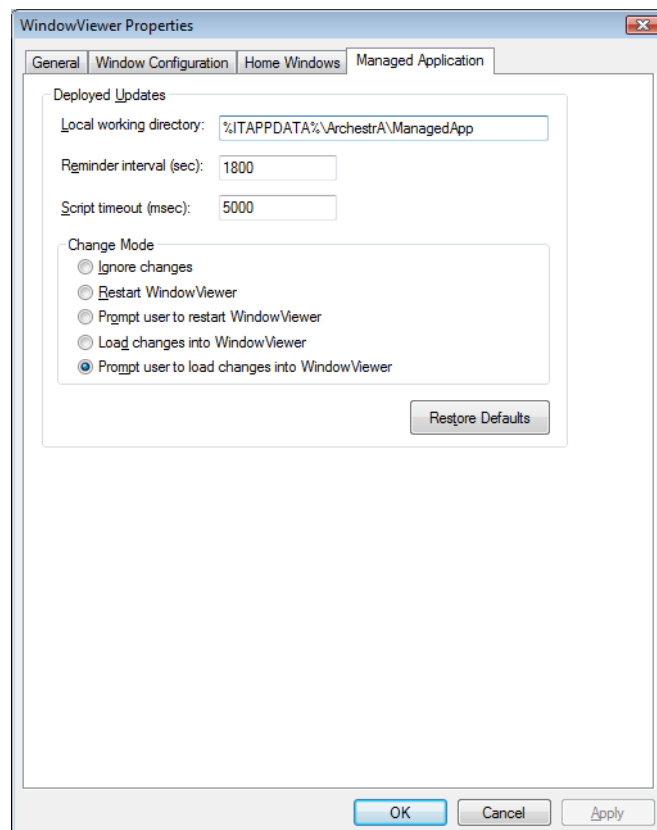 WindowViewer Properties
General Window Configuration Home Windows Managed Application
Deployed Updates
Local working directory: %ITAPPDATA%\ArchestrA\ManagedApp
Reminder interval (sec): 1800
Script timeout (msec): 5000
Change Mode
Ignore changes
Restart WindowViewer
Prompt user to restart WindowViewer
Load changes into WindowViewer
Prompt user to load changes into WindowViewer
Restore Defaults
OK Cancel Apply